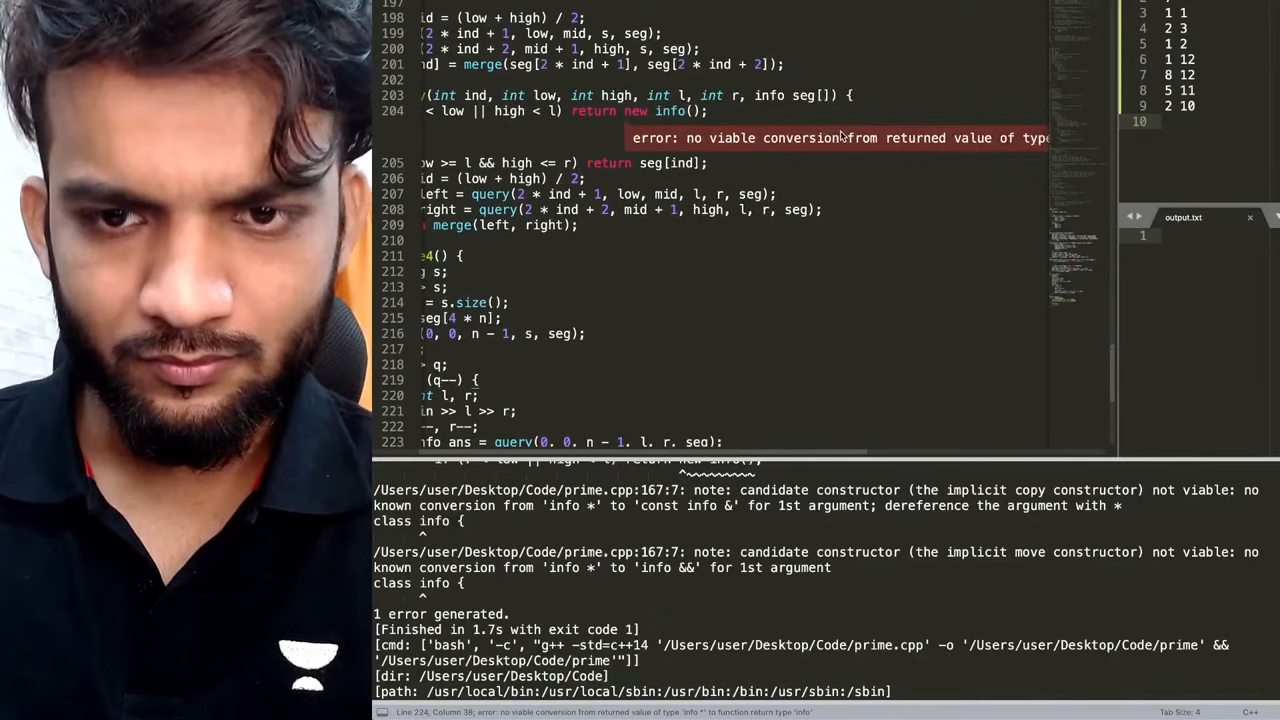 197
198 id = (low + high) / 2;
199 (2 * ind + 1, low, mid, s, seg);
200 (2 * ind + 2, mid + 1, high, s, seg);
201 nd] = merge(seg[2 * ind + 1], seg[2 * ind + 2]);
202
203 y(int ind, int low, int high, int l, int r, info seg[]) {
204 < low || high < l) return new info();
error: no viable conversion from returned value of type
205 ow >= l && high <= r) return seg[ind];
206 id = (low + high) / 2;
207 left = query(2 * ind + 1, low, mid, l, r, seg);
208 right = query(2 * ind + 2, mid + 1, high, l, r, seg);
209 n merge(left, right);
210
211 e4() {
212 g s;
213 > s;
214 = s.size();
215 seg[4 * n];
216 (0, 0, n - 1, s, seg);
217 ;
218 > q;
219 (q--) {
220 nt l, r;
221 in >> l >> r;
222 --, r--;
223 nfo ans = query(0, 0, n - 1, l, r, seg);
3 1 1
4 2 3
5 1 2
6 1 12
7 8 12
8 5 11
9 2 10
10
output.txt ×
1
/Users/user/Desktop/Code/prime.cpp:167:7: note: candidate constructor (the implicit copy constructor) not viable: no
known conversion from 'info *' to 'const info &' for 1st argument; dereference the argument with *
class info {
^
/Users/user/Desktop/Code/prime.cpp:167:7: note: candidate constructor (the implicit move constructor) not viable: no
known conversion from 'info *' to 'info &&' for 1st argument
class info {
^
1 error generated.
[Finished in 1.7s with exit code 1]
[cmd: ['bash', '-c', "g++ -std=c++14 '/Users/user/Desktop/Code/prime.cpp' -o '/Users/user/Desktop/Code/prime' &&
'/Users/user/Desktop/Code/prime'"]]
[dir: /Users/user/Desktop/Code]
[path: /usr/local/bin:/usr/local/sbin:/usr/bin:/bin:/usr/sbin:/sbin]
Line 224, Column 38; error: no viable conversion from returned value of type 'info *' to function return type 'info'
Tab Size: 4
C++